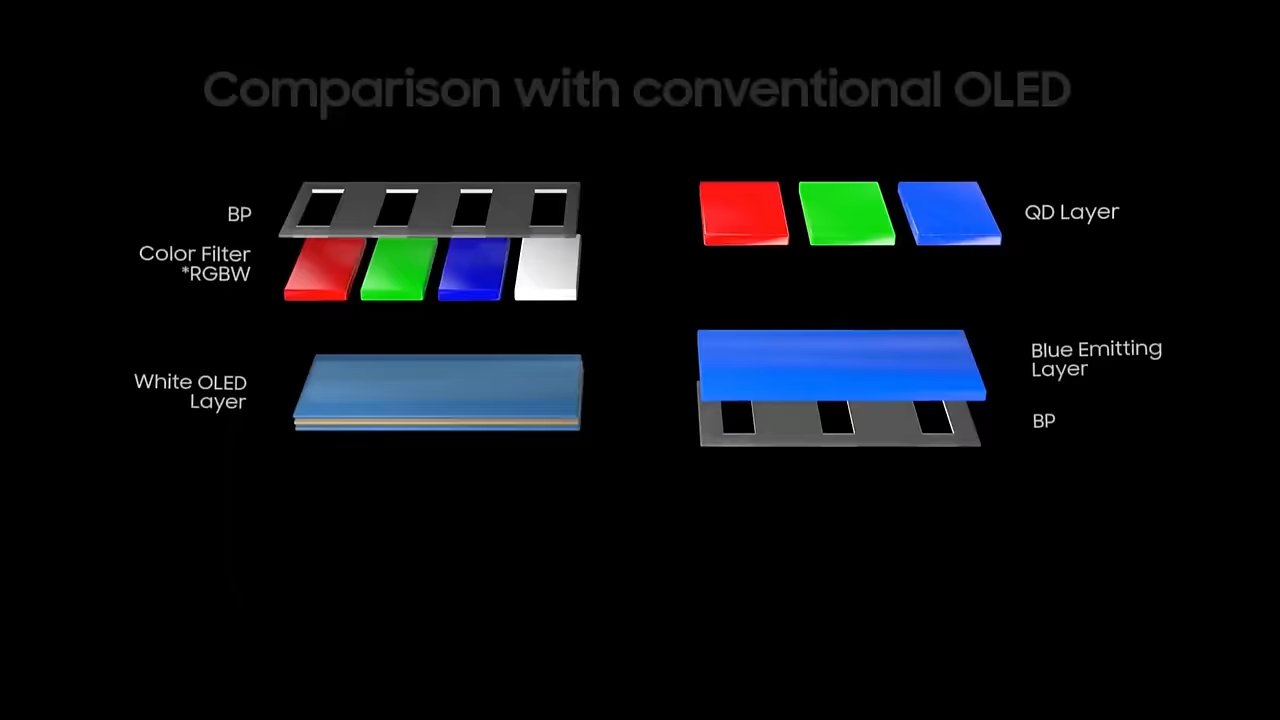 Comparison with conventional OLED
BP
Color Filter
*RGBW
White OLED
Layer
QD Layer
Blue Emitting
Layer
BP